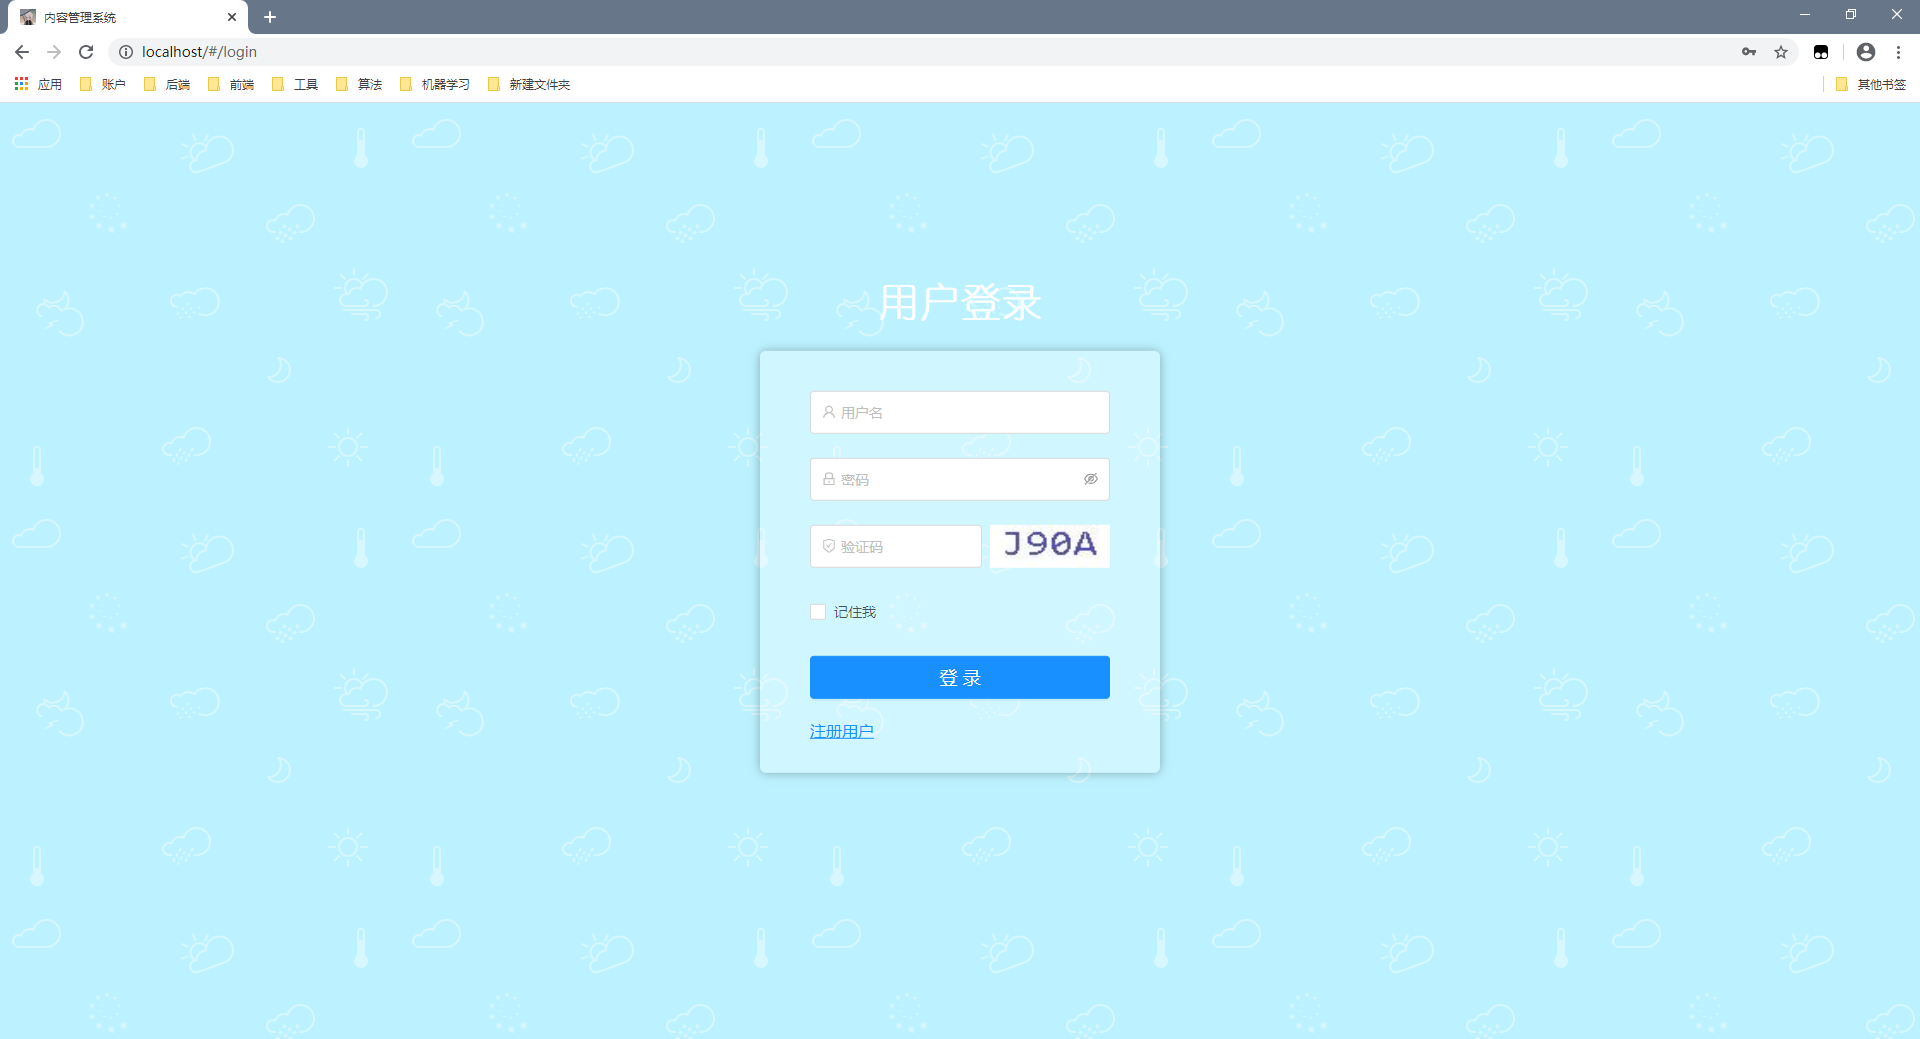 内容管理系统
localhost/#/login
应用 账户 后端 前端 工具 算法 机器学习 新建文件夹 其他书签
用户登录
用户名
密码
验证码 J90A
记住我
登 录
注册用户